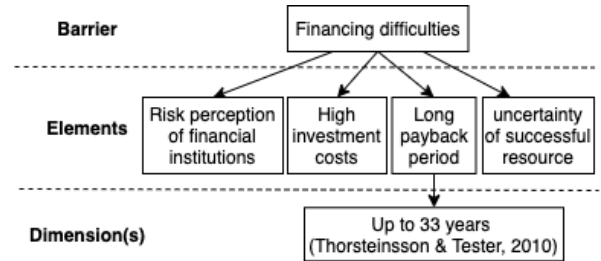 Barrier
Financing difficulties
Elements
Risk perception
of financial
institutions
High
investment
costs
Long
payback
period
uncertainty
of successful
resource
Dimension(s)
Up to 33 years
(Thorsteinsson & Tester, 2010)